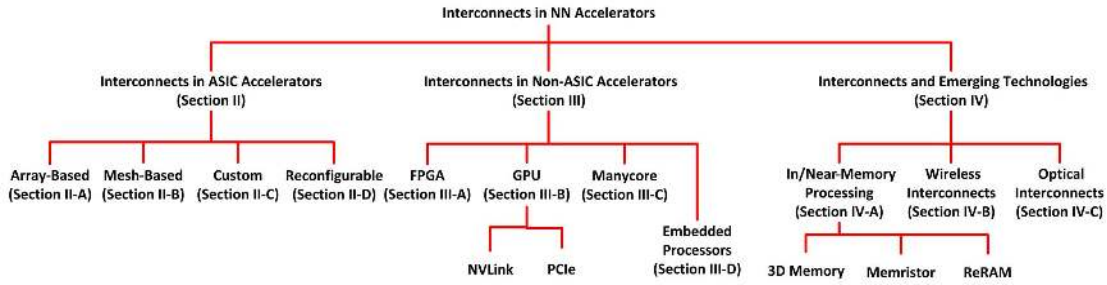 Interconnects in NN Accelerators
Interconnects in ASIC Accelerators
(Section II)
Interconnects in Non-ASIC Accelerators
(Section III)
Interconnects and Emerging Technologies
(Section IV)
Array-Based
(Section II-A)
Mesh-Based
(Section II-B)
Custom
(Section II-C)
Reconfigurable
(Section II-D)
FPGA
(Section III-A)
GPU
(Section III-B)
Manycore
(Section III-C)
Embedded
Processors
(Section III-D)
In/Near-Memory
Processing
(Section IV-A)
Wireless
Interconnects
(Section IV-B)
Optical
Interconnects
(Section IV-C)
NVLink
PCIe
3D Memory
Memristor
ReRAM